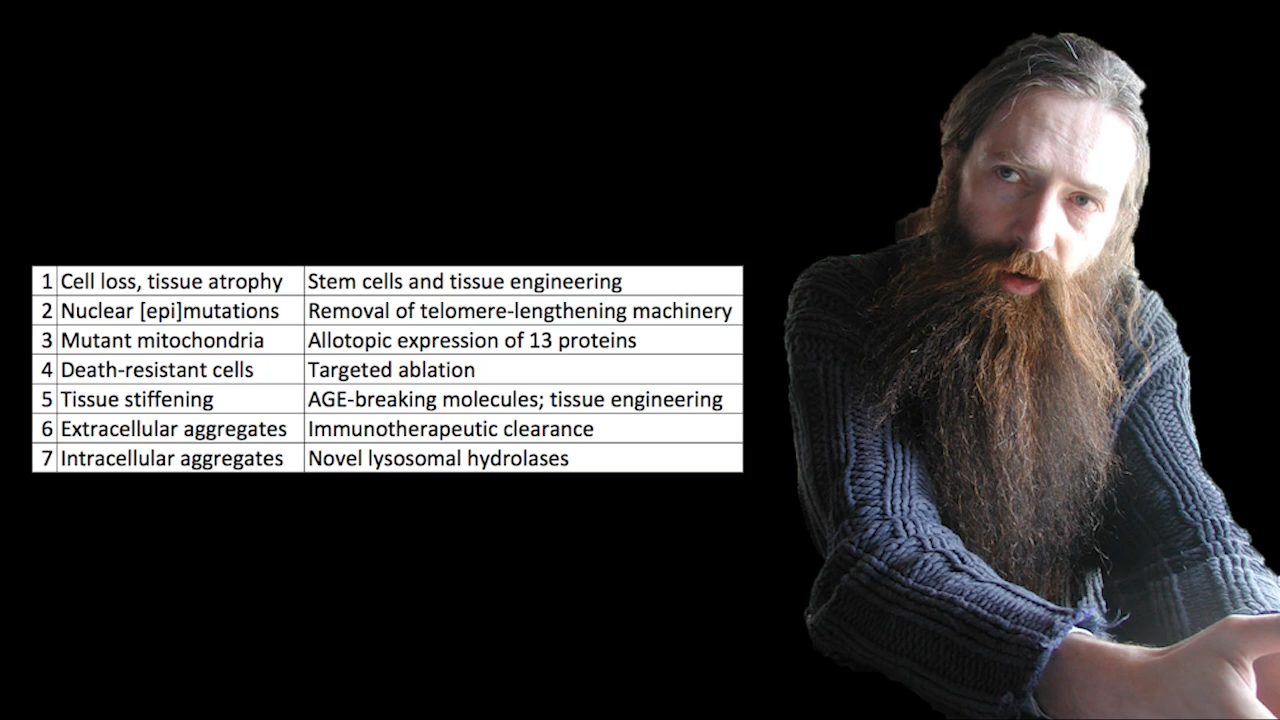 1 Cell loss, tissue atrophy Stem cells and tissue engineering
2 Nuclear [epi]mutations Removal of telomere-lengthening machinery
3 Mutant mitochondria Allotopic expression of 13 proteins
4 Death-resistant cells Targeted ablation
5 Tissue stiffening AGE-breaking molecules; tissue engineering
6 Extracellular aggregates Immunotherapeutic clearance
7 Intracellular aggregates Novel lysosomal hydrolases